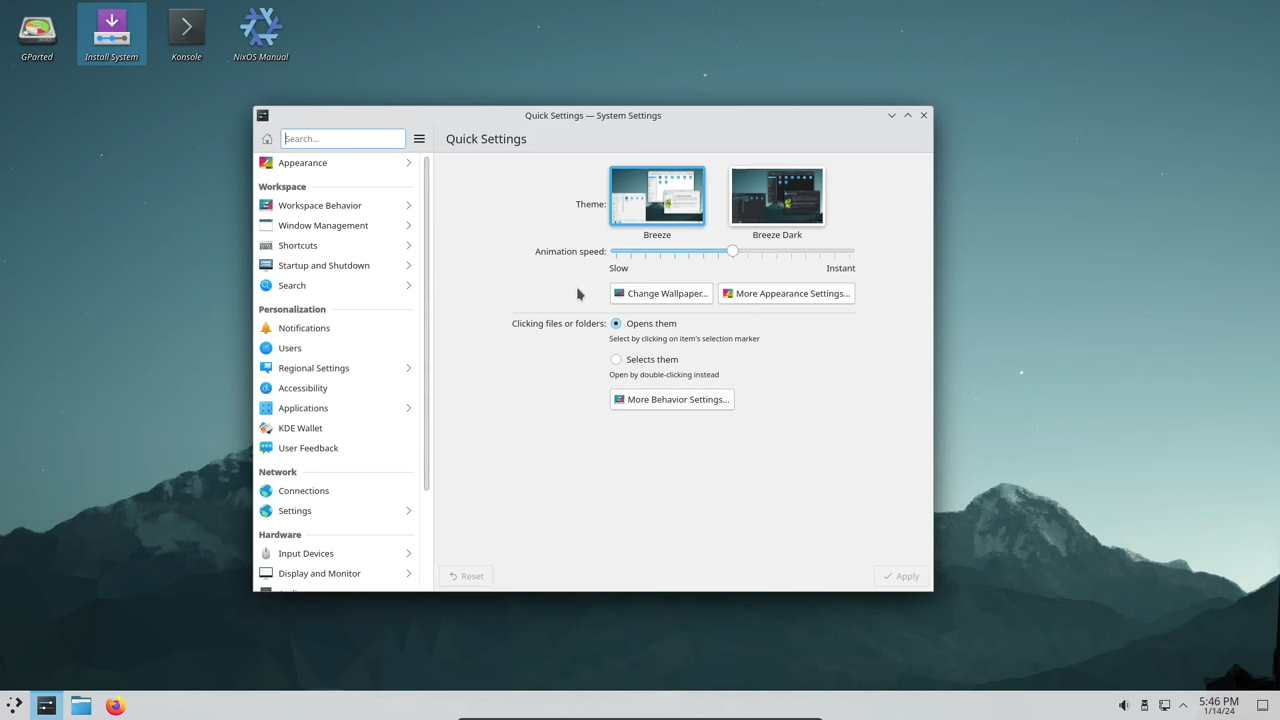 GParted
Install System
Konsole
NixOS Manual
Quick Settings — System Settings
Search...
Quick Settings
Appearance
Workspace
Workspace Behavior
Window Management
Shortcuts
Startup and Shutdown
Search
Personalization
Notifications
Users
Regional Settings
Accessibility
Applications
KDE Wallet
User Feedback
Network
Connections
Settings
Hardware
Input Devices
Display and Monitor
Theme:
Breeze
Breeze Dark
Animation speed:
Slow
Instant
Change Wallpaper...
More Appearance Settings...
Clicking files or folders:
Opens them
Select by clicking on item's selection marker
Selects them
Open by double-clicking instead
More Behavior Settings...
Reset
Apply
5:46 PM
1/14/24